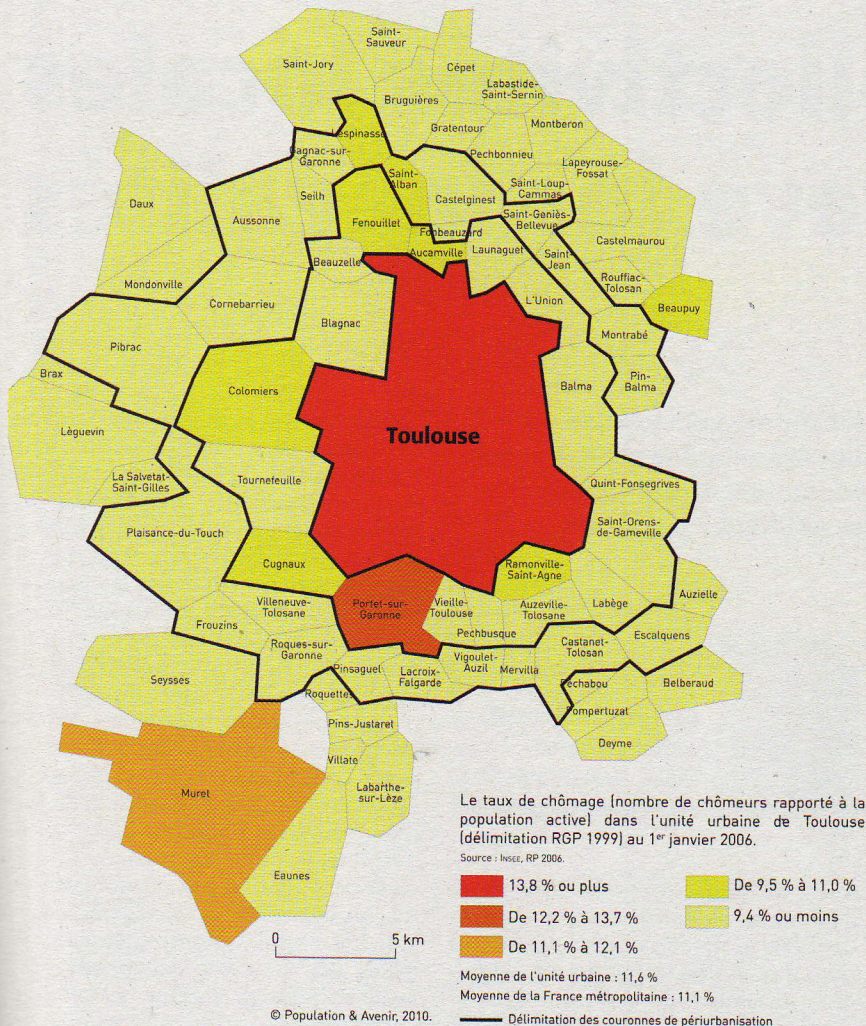 Saint-
Sauveur
Saint-Jory
Cépet
Labastide-
Saint-Sernin
Bruguières
Gratentour
Montberon
Lespinasse
Gagnac-sur-
Garonne
Pechbonnieu
Lapeyrouse-
Fossat
Saint-
Alban
Saint-Loup-
Cammas
Daux
Seilh
Castelginest
Aussonne
Fenouillet
Saint-Geniès-
Bellevue
Fonbeauzard
Castelmaurou
Aucamville
Launaguet
Saint-
Jean
Beauzelle
Mondonville
Rouffiac-
Tolosan
Cornebarrieu
L'Union
Beaupuy
Blagnac
Montrabé
Pibrac
Brax
Pin-
Balma
Balma
Colomiers
Lèguevin
Toulouse
La Salvetat-
Saint-Gilles
Tournefeuille
Quint-Fonsegrives
Saint-Orens-
de-Gameville
Plaisance-du-Touch
Cugnaux
Ramonville-
Saint-Agne
Auzielle
Villeneuve-
Tolosane
Portet-sur-
Garonne
Vieille-
Toulouse
Auzeville-
Tolosane
Labège
Frouzins
Pechbusque
Escalquens
Roques-sur-
Garonne
Castanet-
Tolosan
Pinsaguel
Lacroix-
Falgarde
Vigoulet-
Auzil
Mervilla
Seysses
Roquettes
Péchabou
Belberaud
Pompertuzat
Pins-Justaret
Deyme
Villate
Muret
Labarthe-
sur-Lèze
Eaunes
Le taux de chômage (nombre de chômeurs rapporté à la
population active) dans l'unité urbaine de Toulouse
(délimitation RGP 1999) au 1er janvier 2006.
Source : INSEE, RP 2006.
13,8 % ou plus
De 9,5 % à 11,0 %
De 12,2 % à 13,7 %
9,4 % ou moins
De 11,1 % à 12,1 %
0 5 km
Moyenne de l'unité urbaine : 11,6 %
Moyenne de la France métropolitaine : 11,1 %
© Population & Avenir, 2010.
Délimitation des couronnes de périurbanisation